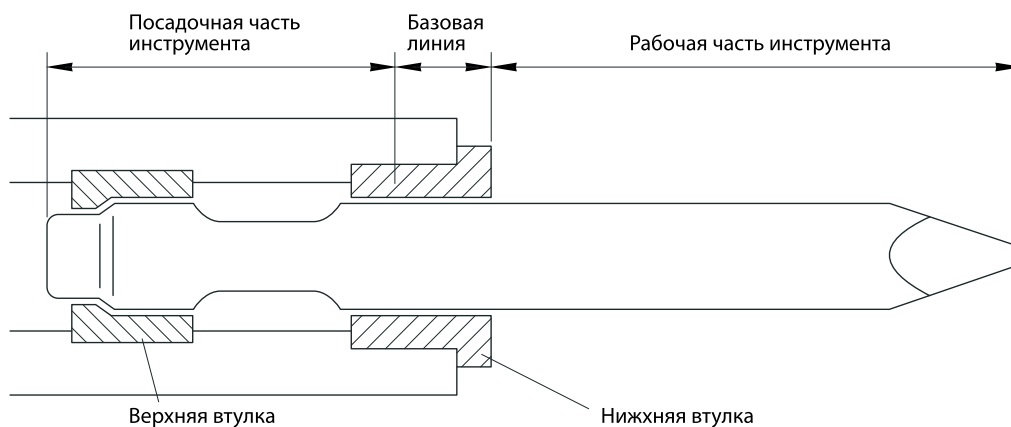 Посадочная часть
инструмента
Базовая
линия
Рабочая часть инструмента
Верхняя втулка
Нижхняя втулка